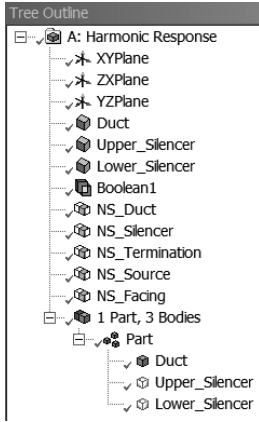 Tree Outline
A: Harmonic Response
XYPlane
ZXPlane
YZPlane
Duct
Upper_Silencer
Lower_Silencer
Boolean1
NS_Duct
NS_Silencer
NS_Termination
NS_Source
NS_Facing
1 Part, 3 Bodies
Part
Duct
Upper_Silencer
Lower_Silencer